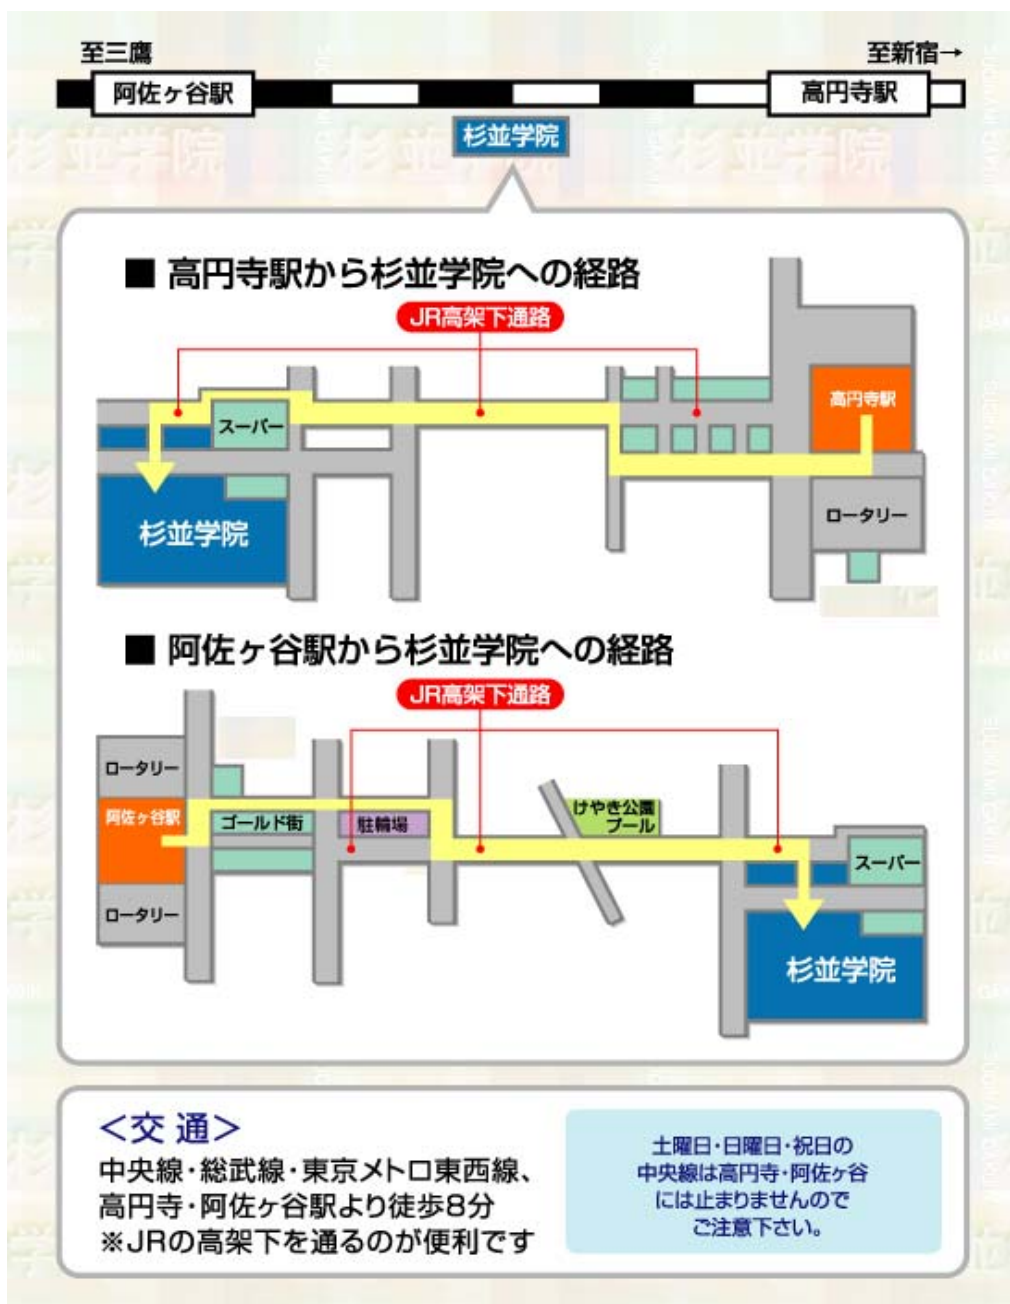 至三鷹
至新宿→
阿佐ヶ谷駅
高円寺駅
杉並学院
■ 高円寺駅から杉並学院への経路
JR高架下通路
高円寺駅
スーパー
ロータリー
杉並学院
■ 阿佐ヶ谷駅から杉並学院への経路
JR高架下通路
ロータリー
阿佐ヶ谷駅
ゴールド街
駐輪場
けやき公園
プール
スーパー
ロータリー
杉並学院
＜交 通＞
中央線・総武線・東京メトロ東西線、
高円寺・阿佐ヶ谷駅より徒歩8分
※JRの高架下を通るのが便利です
土曜日・日曜日・祝日の
中央線は高円寺・阿佐ヶ谷
には止まりませんので
ご注意下さい。